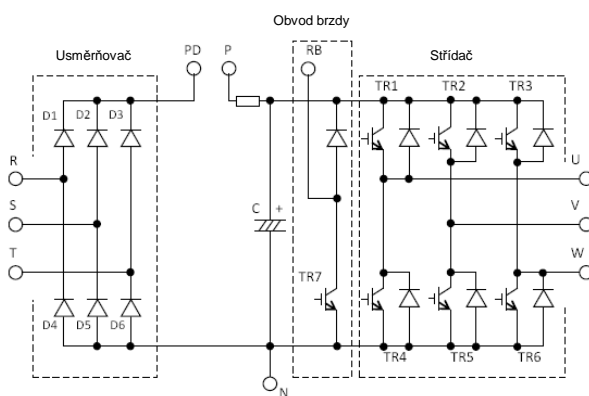 Obvod brzdy
Usměrňovač
PD
P
RB
Střídač
D1
D2
D3
TR1
TR2
TR3
R
S
T
C
+
U
V
W
TR7
D4
D5
D6
TR4
TR5
TR6
N